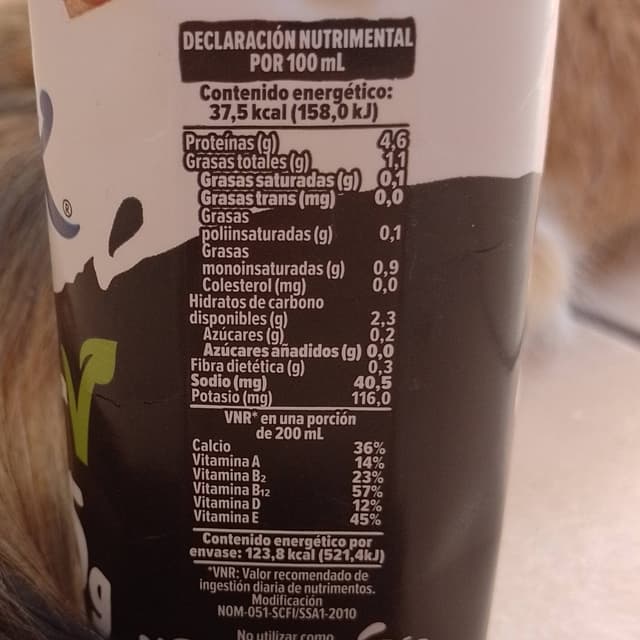 DECLARACIÓN NUTRIMENTAL
POR 100 mL
Contenido energético:
37,5 kcal (158,0 kJ)
Proteínas (g) 4,6
Grasas totales (g) 1,1
Grasas saturadas (g) 0,1
Grasas trans (mg) 0,0
Grasas
poliinsaturadas (g) 0,1
Grasas
monoinsaturadas (g) 0,9
Colesterol (mg) 0,0
Hidratos de carbono
disponibles (g) 2,3
Azúcares (g) 0,2
Azúcares añadidos (g) 0,0
Fibra dietética (g) 0,3
Sodio (mg) 40,5
Potasio (mg) 116,0
VNR* en una porción
de 200 mL
Calcio 36%
Vitamina A 14%
Vitamina B2 23%
Vitamina B12 57%
Vitamina D 12%
Vitamina E 45%
Contenido energético por
envase: 123,8 kcal (521,4kJ)
*VNR: Valor recomendado de
ingestión diaria de nutrimentos.
Modificación
NOM-051-SCFI/SSA1-2010
No utilizar como
®
g